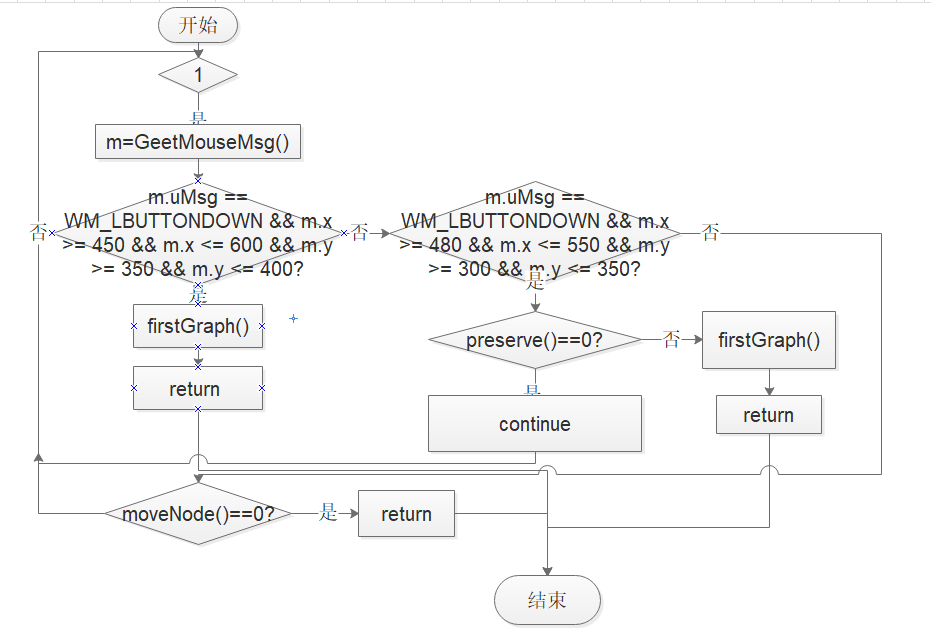 开始
1
是
m=GeetMouseMsg()
m.uMsg ==
WM_LBUTTONDOWN && m.x
>= 450 && m.x <= 600 && m.y
>= 350 && m.y <= 400?
否
否
m.uMsg ==
WM_LBUTTONDOWN && m.x
>= 480 && m.x <= 550 && m.y
>= 300 && m.y <= 350?
否
是
是
firstGraph()
preserve()==0?
否
firstGraph()
return
是
continue
return
moveNode()==0?
是
return
结束